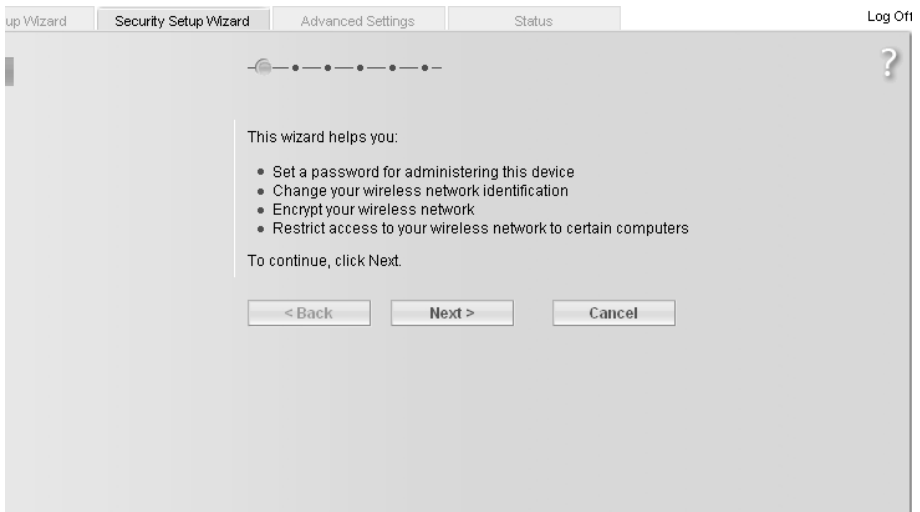 up Wizard Security Setup Wizard Advanced Settings Status Log Off
?
This wizard helps you:
• Set a password for administering this device
• Change your wireless network identification
• Encrypt your wireless network
• Restrict access to your wireless network to certain computers
To continue, click Next.
< Back Next > Cancel